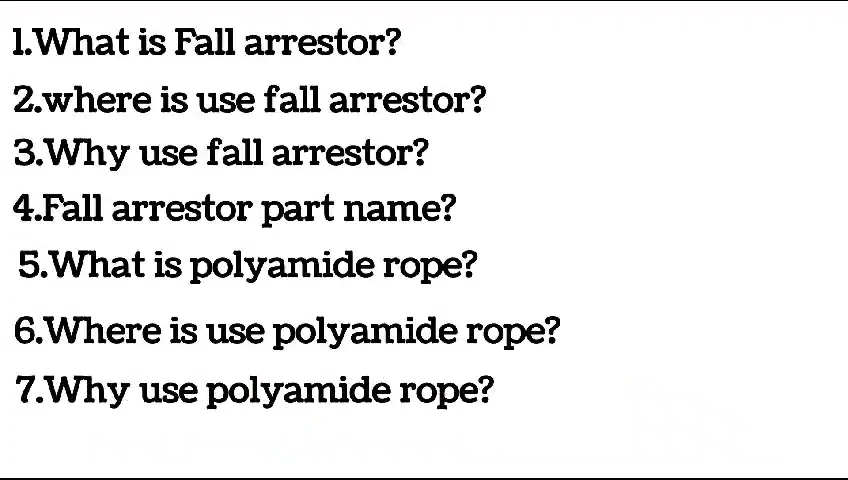 1.What is Fall arrestor?
2.where is use fall arrestor?
3.Why use fall arrestor?
4.Fall arrestor part name?
5.What is polyamide rope?
6.Where is use polyamide rope?
7.Why use polyamide rope?